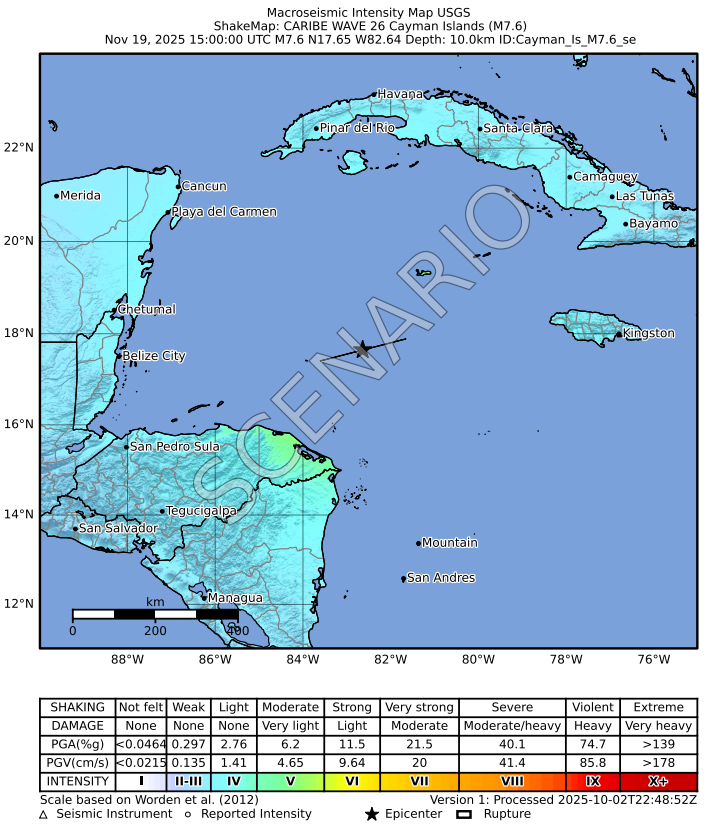 Macroseismic Intensity Map USGS
ShakeMap: CARIBE WAVE 26 Cayman Islands (M7.6)
Nov 19, 2025 15:00:00 UTC M7.6 N17.65 W82.64 Depth: 10.0km ID:Cayman_Is_M7.6_se
Havana
Pinar del Rio
Santa Clara
22°N
Camaguey
Cancun
Merida
Las Tunas
Playa del Carmen
Bayamo
20°N
SCENARIO
Chetumal
18°N
Kingston
Belize City
16°N
San Pedro Sula
14°N
Tegucigalpa
San Salvador
Mountain
San Andres
12°N
Managua
km
0 200 400
88°W 86°W 84°W 82°W 80°W 78°W 76°W
SHAKING Not felt Weak Light Moderate Strong Very strong Severe Violent Extreme
DAMAGE None None None Very light Light Moderate Moderate/heavy Heavy Very heavy
PGA(%g) <0.0464 0.297 2.76 6.2 11.5 21.5 40.1 74.7 >139
PGV(cm/s) <0.0215 0.135 1.41 4.65 9.64 20 41.4 85.8 >178
INTENSITY I II-III IV V VI VII VIII IX X+
Scale based on Worden et al. (2012) Version 1: Processed 2025-10-02T22:48:52Z
△ Seismic Instrument ○ Reported Intensity ★ Epicenter Rupture